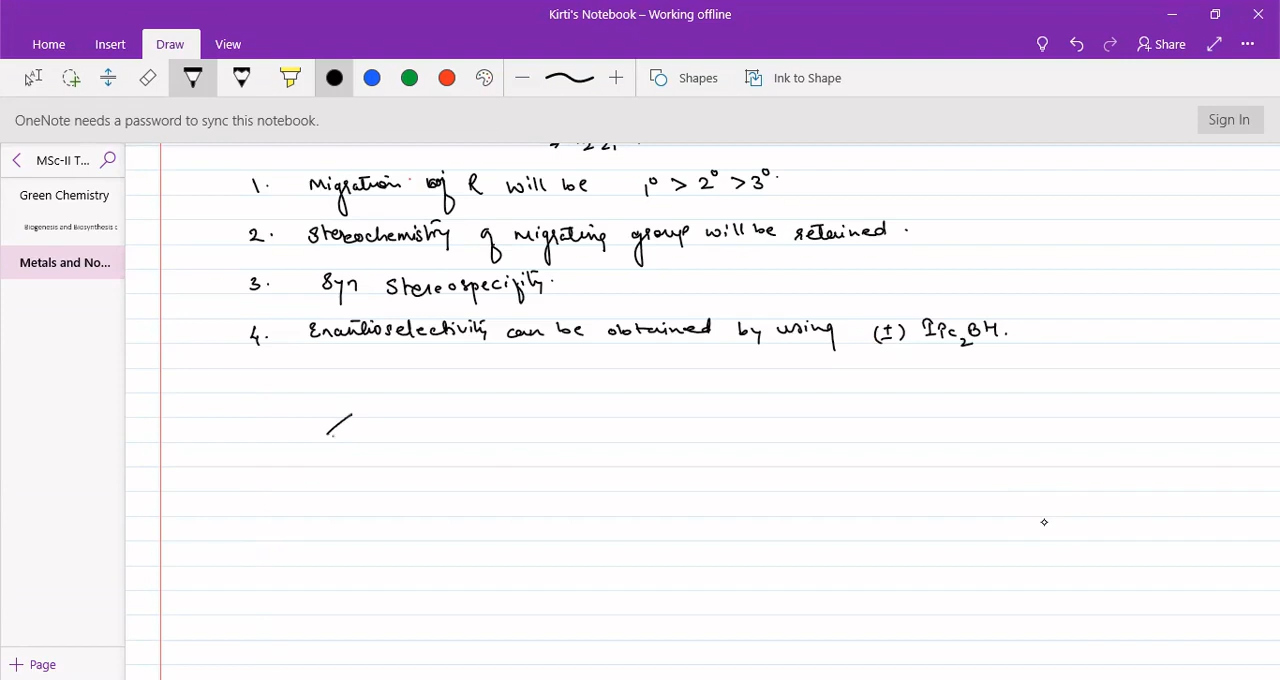 Kirti's Notebook – Working offline
Home Insert Draw View
Share
Shapes Ink to Shape
OneNote needs a password to sync this notebook.
Sign In
MSc-II T...
Green Chemistry
Biogenesis and Biosynthesis c
Metals and No...
1. Migration of R will be 1° > 2° > 3°.
2. Stereochemistry of migrating group will be retained.
3. Syn stereospecifity.
4. Enantioselectivity can be obtained by using (±) IPc₂BH.
+ Page